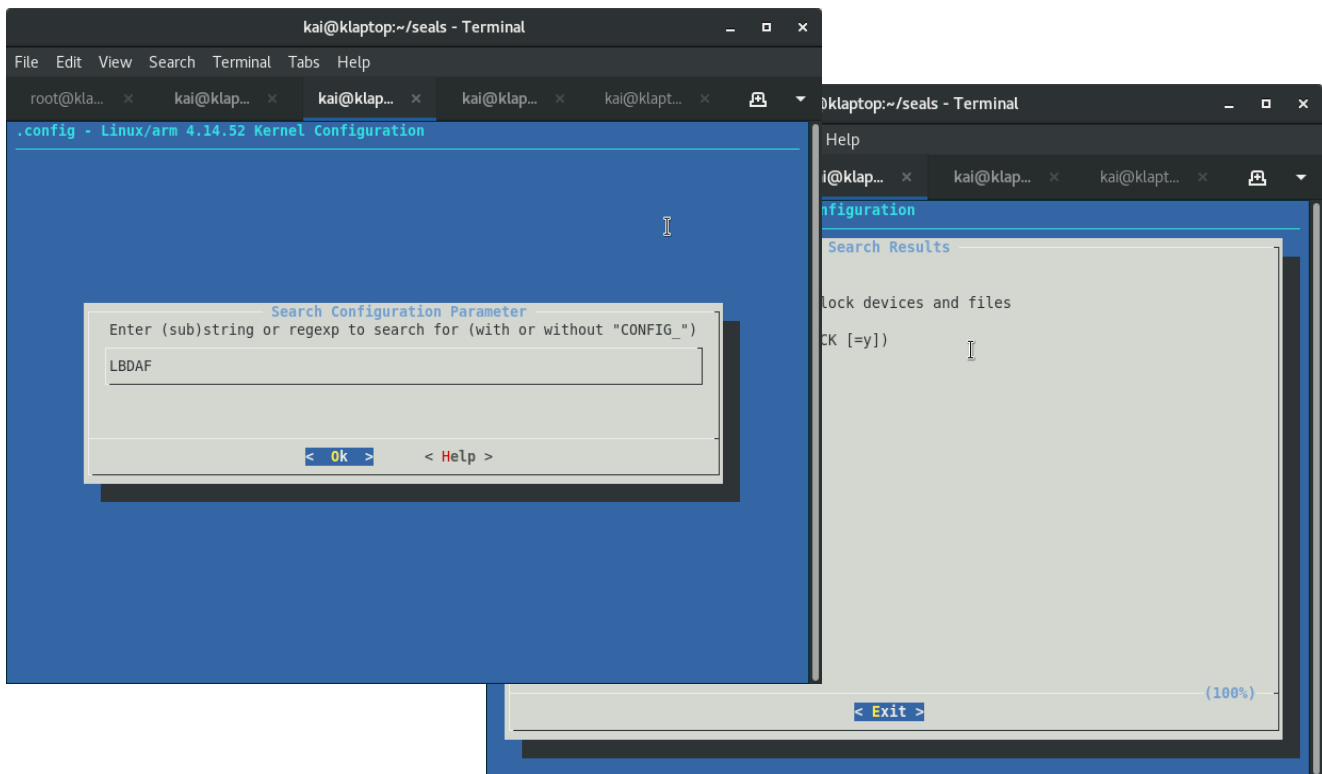 kai@klaptop:~/seals - Terminal
File Edit View Search Terminal Tabs Help
root@kla... kai@klap... kai@klap... kai@klap... kai@klapt...
.config - Linux/arm 4.14.52 Kernel Configuration
Search Configuration Parameter
Enter (sub)string or regexp to search for (with or without "CONFIG_")
LBDAF
< Ok > < Help >
@klaptop:~/seals - Terminal
Help
i@klap... kai@klap... kai@klapt...
nfiguration
Search Results
lock devices and files
CK [=y])
(100%)
< Exit >